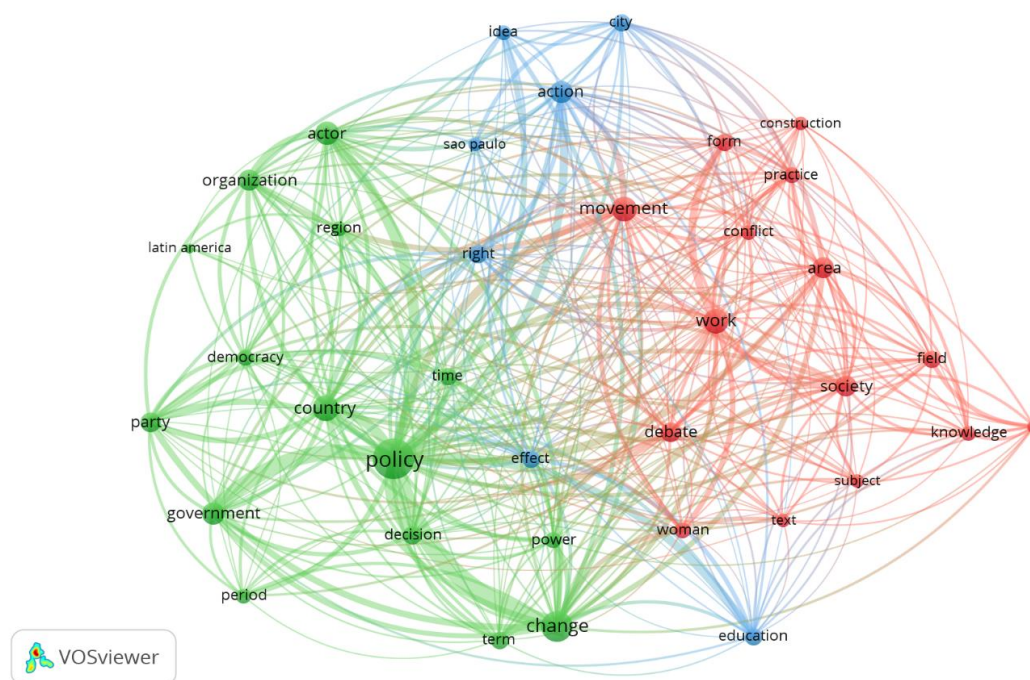 idea
city
action
actor
sao paulo
form
construction
organization
practice
movement
region
conflict
latin america
right
area
work
democracy
time
field
society
country
party
debate
knowledge
policy
effect
subject
government
text
decision
power
woman
period
change
term
education
VOSviewer